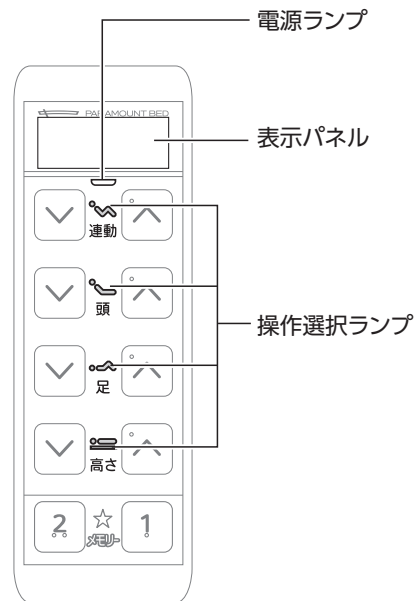 電源ランプ
PARAMOUNT BED
表示パネル
連動
頭
操作選択ランプ
足
高さ
2 メモリー 1